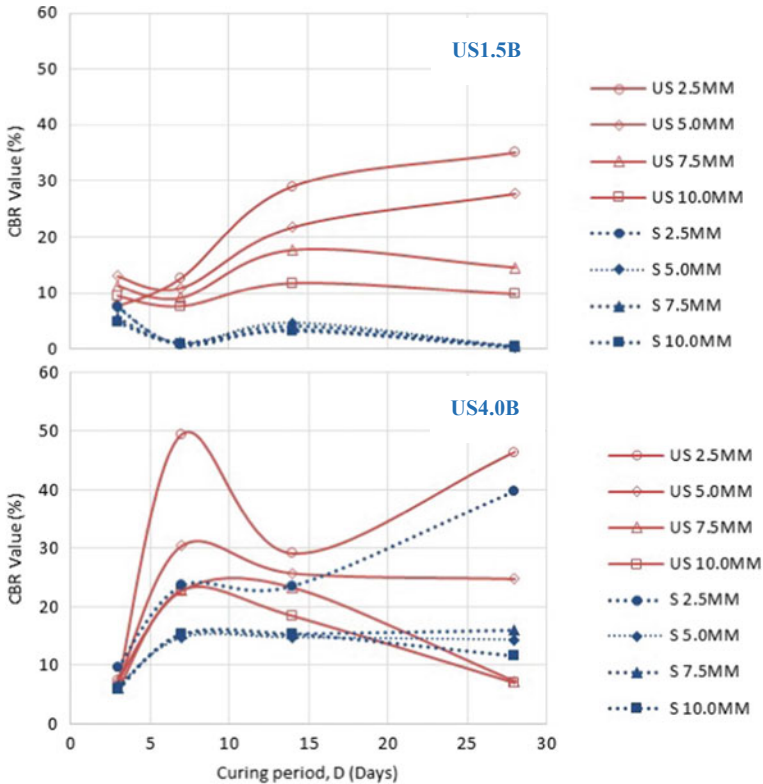 60
50
40
30
20
10
0
CBR Value (%)
US1.5B
US 2.5MM
US 5.0MM
US 7.5MM
US 10.0MM
S 2.5MM
S 5.0MM
S 7.5MM
S 10.0MM
60
50
40
30
20
10
0
CBR Value (%)
US4.0B
US 2.5MM
US 5.0MM
US 7.5MM
US 10.0MM
S 2.5MM
S 5.0MM
S 7.5MM
S 10.0MM
0 5 10 15 20 25 30
Curing period, D (Days)